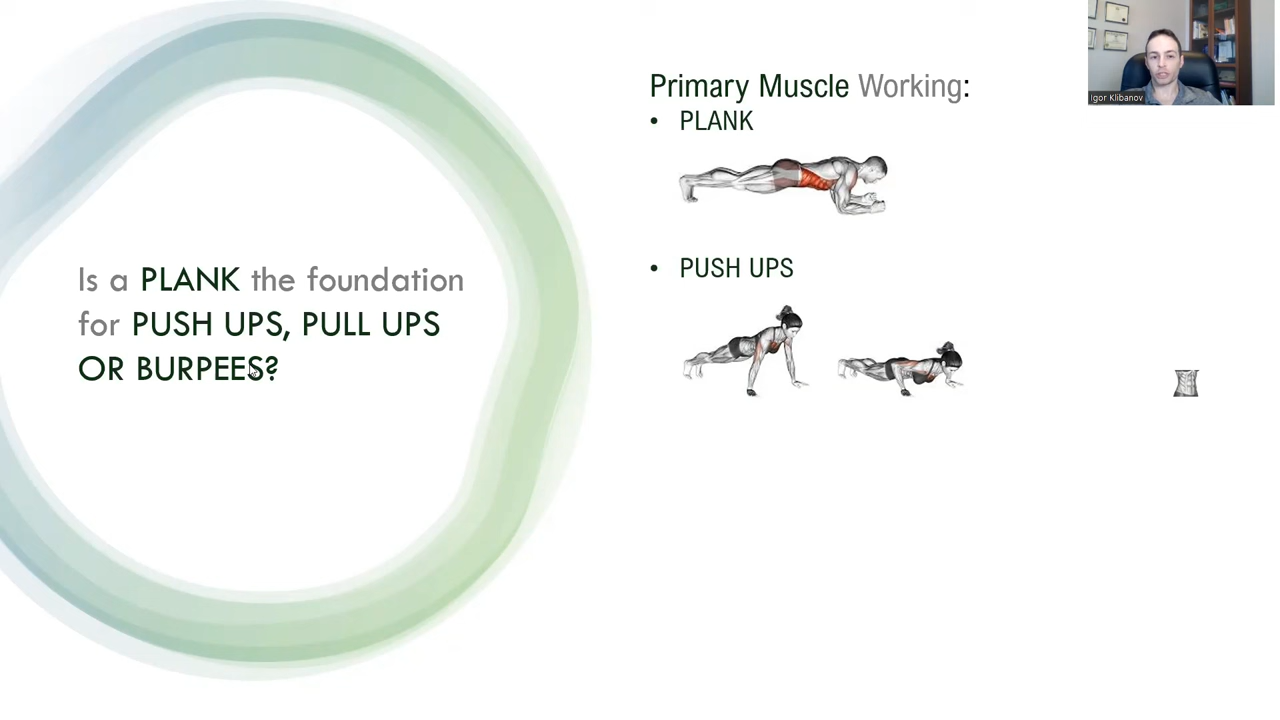 Is a PLANK the foundation
for PUSH UPS, PULL UPS
OR BURPEES?
Primary Muscle Working:
• PLANK
• PUSH UPS
Igor Klibanov